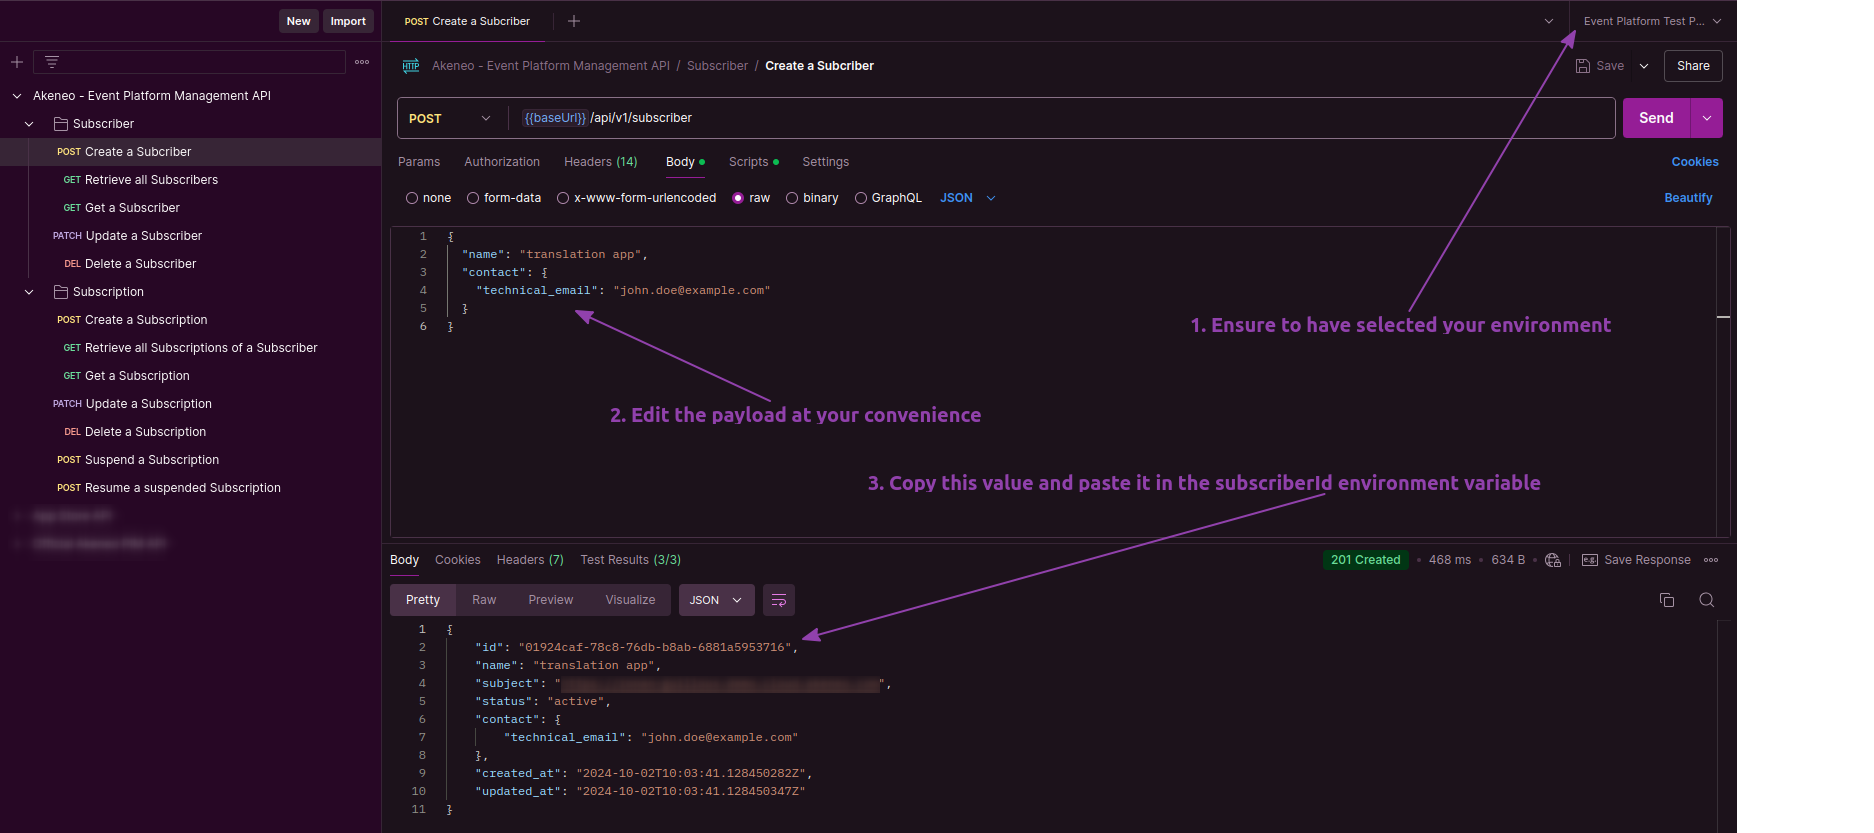 New Import
POST Create a Subcriber
Event Platform Test P...
Akeneo - Event Platform Management API / Subscriber / Create a Subcriber
Save
Share
Akeneo - Event Platform Management API
Subscriber
POST Create a Subcriber
GET Retrieve all Subscribers
GET Get a Subscriber
PATCH Update a Subscriber
DEL Delete a Subscriber
Subscription
POST Create a Subscription
GET Retrieve all Subscriptions of a Subscriber
GET Get a Subscription
PATCH Update a Subscription
DEL Delete a Subscription
POST Suspend a Subscription
POST Resume a suspended Subscription
POST {{baseUrl}} /api/v1/subscriber
Send
Params Authorization Headers (14) Body Scripts Settings
Cookies
none form-data x-www-form-urlencoded raw binary GraphQL JSON
Beautify
1 {
2 "name": "translation app",
3 "contact": {
4 "technical_email": "john.doe@example.com"
5 }
6 }
1. Ensure to have selected your environment
2. Edit the payload at your convenience
3. Copy this value and paste it in the subscriberId environment variable
Body Cookies Headers (7) Test Results (3/3)
201 Created • 468 ms • 634 B • e.g. Save Response
Pretty Raw Preview Visualize JSON
1 {
2 "id": "01924caf-78c8-76db-b8ab-6881a5953716",
3 "name": "translation app",
4 "subject": "",
5 "status": "active",
6 "contact": {
7 "technical_email": "john.doe@example.com"
8 },
9 "created_at": "2024-10-02T10:03:41.128450282Z",
10 "updated_at": "2024-10-02T10:03:41.128450347Z"
11 }